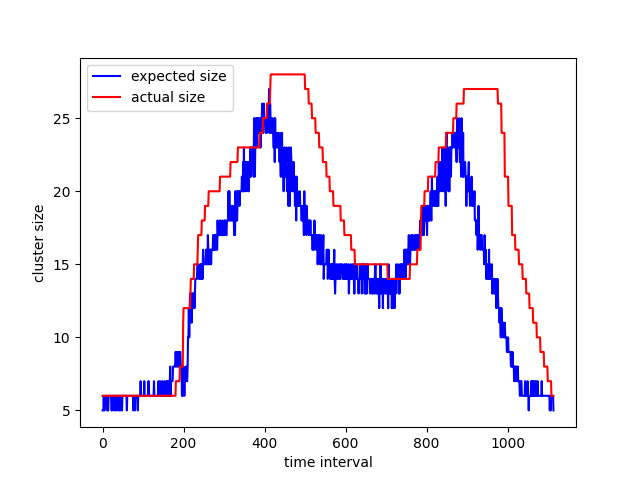 expected size
actual size
25
20
15
10
5
cluster size
0 200 400 600 800 1000
time interval